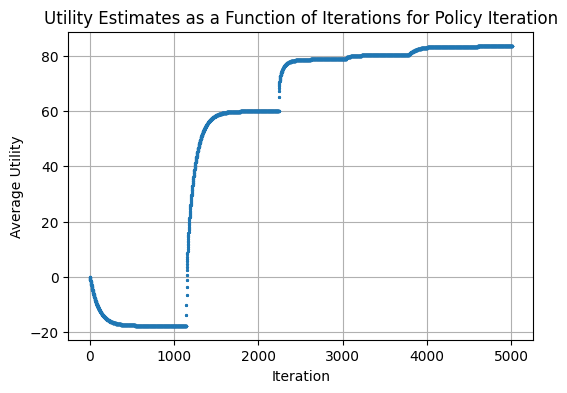 Utility Estimates as a Function of Iterations for Policy Iteration
80
60
40
20
0
−20
Average Utility
0 1000 2000 3000 4000 5000
Iteration